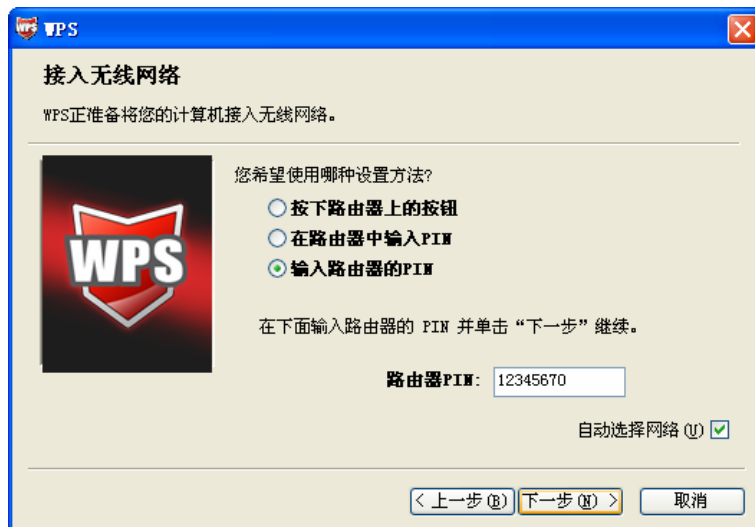 WPS
接入无线网络
WPS正准备将您的计算机接入无线网络。
WPS
您希望使用哪种设置方法?
按下路由器上的按钮
在路由器中输入PIN
输入路由器的PIN
在下面输入路由器的 PIN 并单击“下一步”继续。
路由器PIN: 12345670
自动选择网络(U)
< 上一步(B) 下一步(N) > 取消